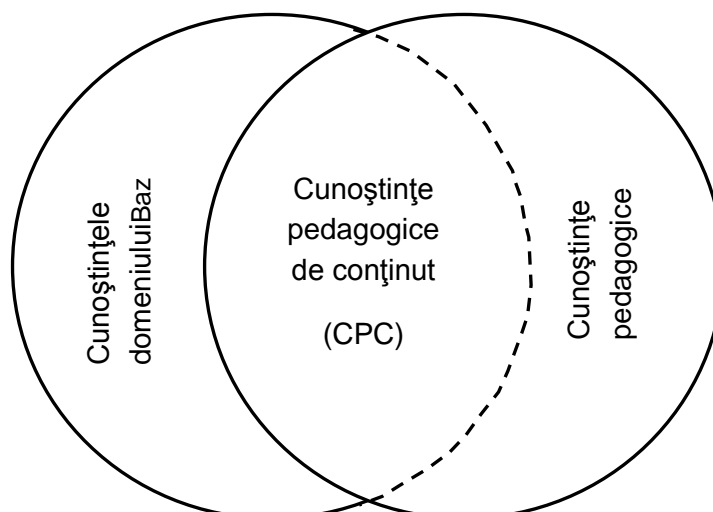 Cunoştinţele
domeniuluiBaz
Cunoştinţe
pedagogice
de conţinut
(CPC)
Cunoştinţe
pedagogice